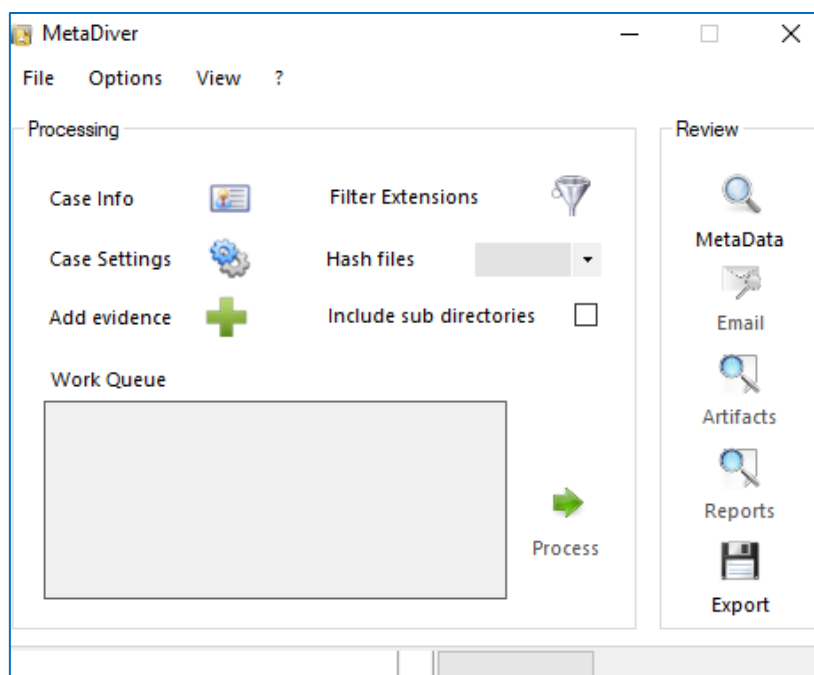 MetaDiver
File Options View ?
Processing
Case Info
Filter Extensions
Case Settings
Hash files
Add evidence
Include sub directories
Work Queue
Process
Review
MetaData
Email
Artifacts
Reports
Export